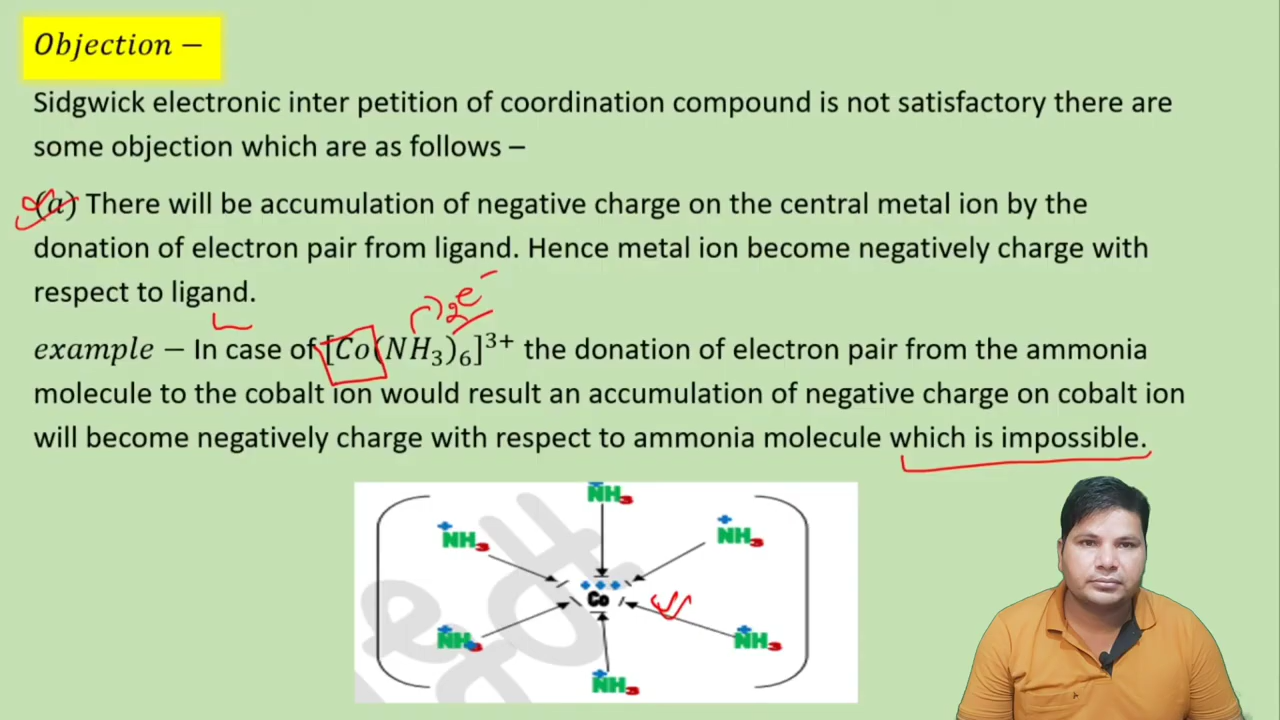 Objection –
Sidgwick electronic inter petition of coordination compound is not satisfactory there are
some objection which are as follows –
(a) There will be accumulation of negative charge on the central metal ion by the
donation of electron pair from ligand. Hence metal ion become negatively charge with
respect to ligand.
2e⁻
example – In case of [Co(NH₃)₆]³⁺ the donation of electron pair from the ammonia
molecule to the cobalt ion would result an accumulation of negative charge on cobalt ion
will become negatively charge with respect to ammonia molecule which is impossible.
+
NH₃
+ +
NH₃ NH₃
+++
Co
+ +
NH₃ NH₃
+
NH₃